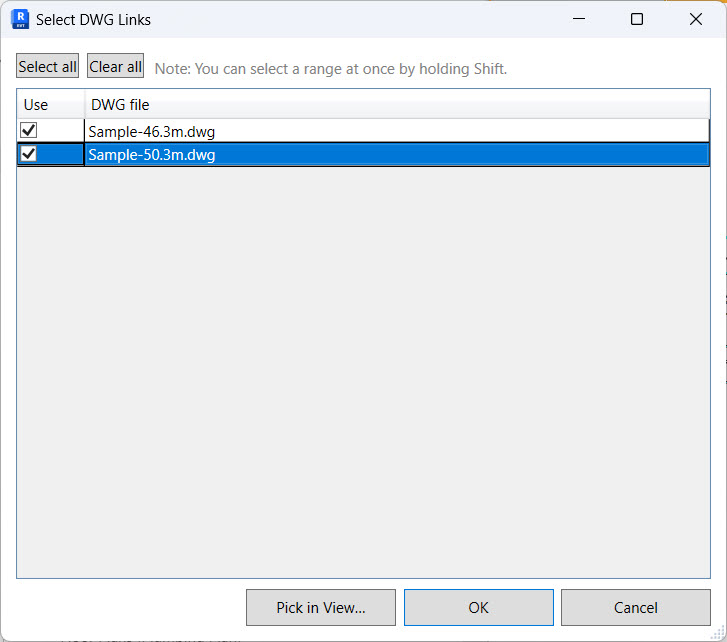 Select DWG Links
Select all Clear all Note: You can select a range at once by holding Shift.
Use DWG file
Sample-46.3m.dwg
Sample-50.3m.dwg
Pick in View... OK Cancel